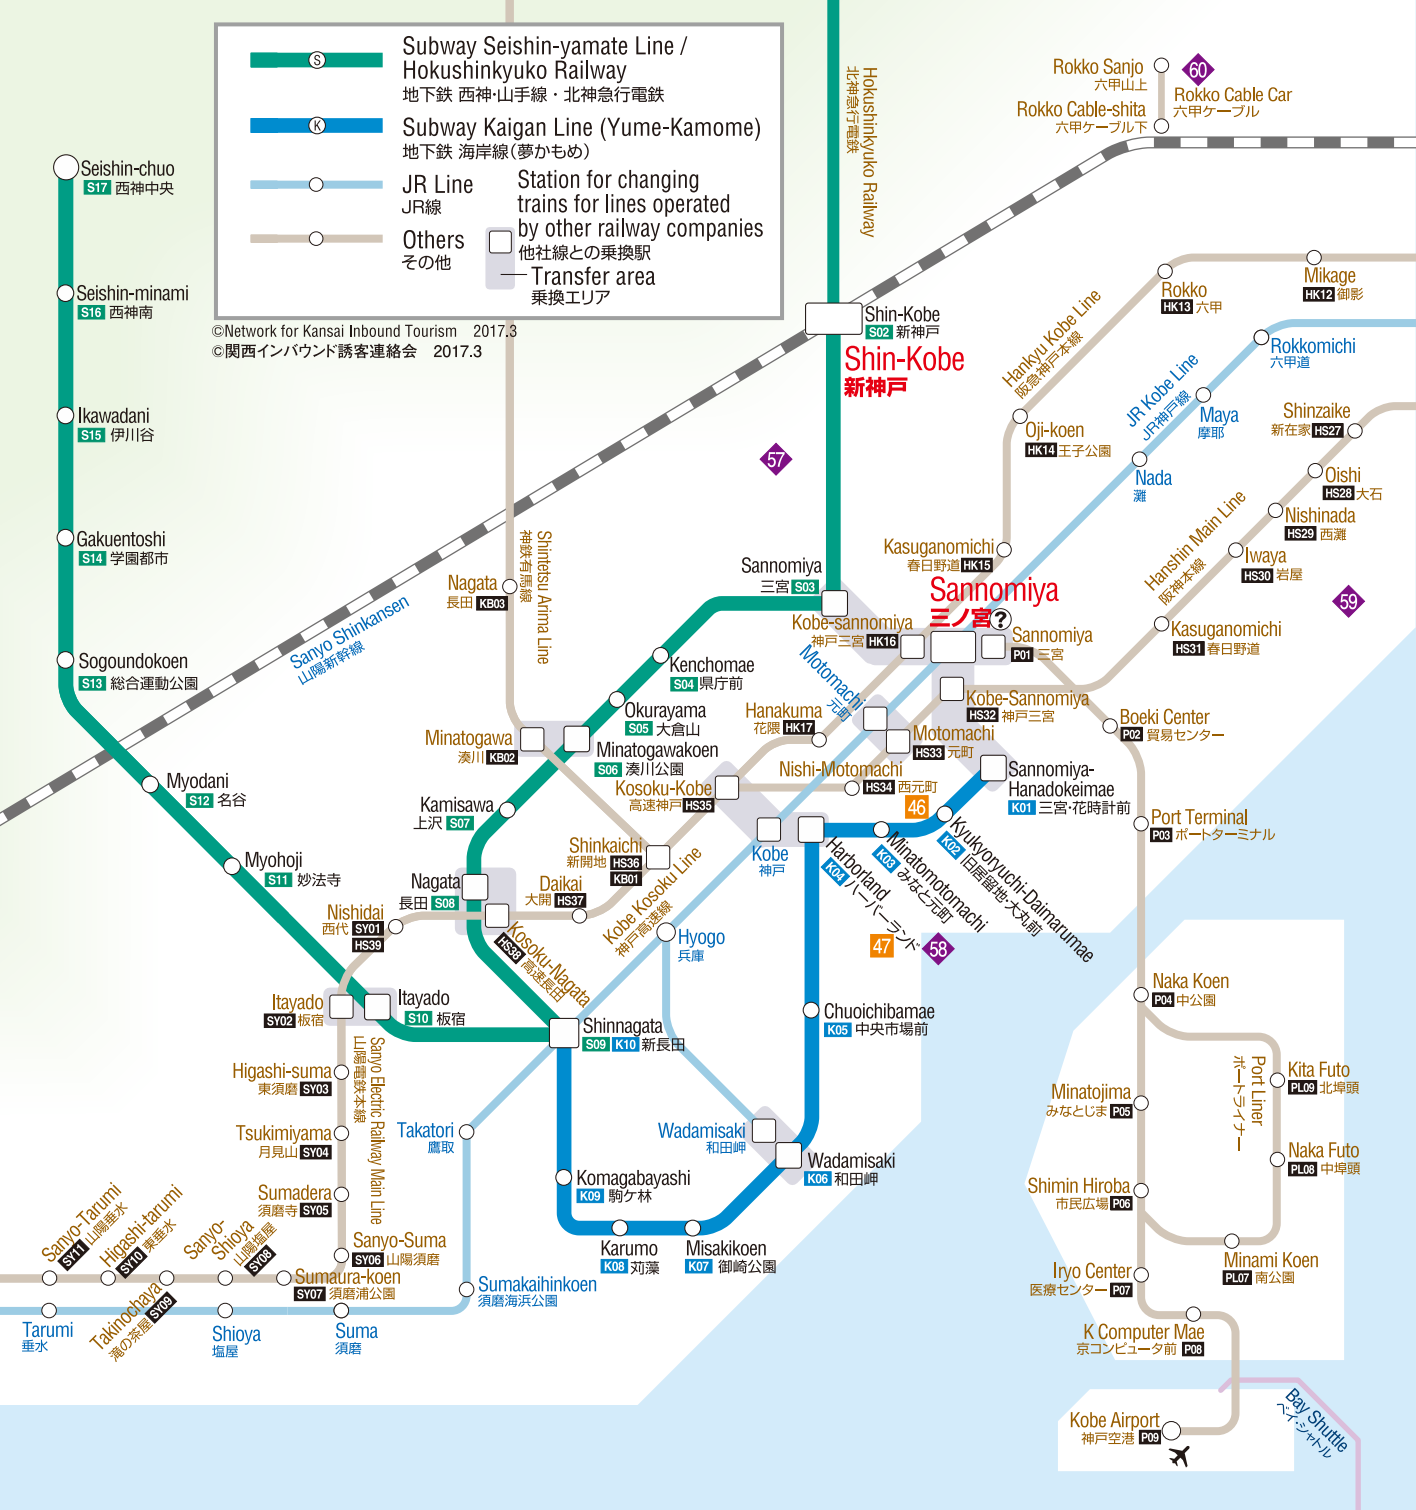 S
Subway Seishin-yamate Line /
Hokushinkyuko Railway
地下鉄 西神・山手線・北神急行電鉄
K
Subway Kaigan Line (Yume-Kamome)
地下鉄 海岸線(夢かもめ)
JR Line
JR線
Others
その他
Station for changing
trains for lines operated
by other railway companies
他社線との乗換駅
Transfer area
乗換エリア
©Network for Kansai Inbound Tourism 2017.3
©関西インバウンド誘客連絡会 2017.3
Hokushinkyuko Railway
北神急行電鉄
Rokko Sanjo
六甲山上
60
Rokko Cable Car
六甲ケーブル
Rokko Cable-shita
六甲ケーブル下
Seishin-chuo
S17 西神中央
Seishin-minami
S16 西神南
Ikawadani
S15 伊川谷
Gakuentoshi
S14 学園都市
Sogoundokoen
S13 総合運動公園
Myodani
S12 名谷
Myohoji
S11 妙法寺
Itayado
S10 板宿
Shinnagata
S09 K10 新長田
Nagata
長田 S08
Kamisawa
上沢 S07
Minatogawakoen
S06 湊川公園
Okurayama
S05 大倉山
Kenchomae
S04 県庁前
Sannomiya
三宮 S03
Shin-Kobe
S02 新神戸
Shin-Kobe
新神戸
57
Sanyo Shinkansen
山陽新幹線
Shintetsu Arima Line
神鉄有馬線
Nagata
長田 KB03
Minatogawa
湊川 KB02
Shinkaichi
新開地 HS36
KB01
Hankyu Kobe Line
阪急神戸本線
Mikage
HK12 御影
Rokko
HK13 六甲
Oji-koen
HK14 王子公園
Kasuganomichi
春日野道 HK15
Kobe-sannomiya
神戸三宮 HK16
Hanakuma
花隈 HK17
JR Kobe Line
JR神戸線
Rokkomichi
六甲道
Maya
摩耶
Nada
灘
Sannomiya
三ノ宮
?
Motomachi
元町
Kobe
神戸
Hyogo
兵庫
Wadamisaki
和田岬
Takatori
鷹取
Sumakaihinkoen
須磨海浜公園
Suma
須磨
Shioya
塩屋
Tarumi
垂水
Hanshin Main Line
阪神本線
Shinzaike
新在家 HS27
Oishi
HS28 大石
Nishinada
HS29 西灘
Iwaya
HS30 岩屋
59
Kasuganomichi
HS31 春日野道
Kobe-Sannomiya
HS32 神戸三宮
Motomachi
HS33 元町
Nishi-Motomachi
HS34 西元町
Kosoku-Kobe
高速神戸 HS35
Kobe Kosoku Line
神戸高速線
Daikai
大開 HS37
Kosoku-Nagata
HS38 高速長田
Nishidai
西代 SY01
HS39
Itayado
SY02 板宿
Sanyo Electric Railway Main Line
山陽電鉄本線
Higashi-suma
東須磨 SY03
Tsukimiyama
月見山 SY04
Sumadera
須磨寺 SY05
Sanyo-Suma
SY06 山陽須磨
Sumaura-koen
SY07 須磨浦公園
Sanyo-
Shioya
山陽塩屋
SY08
Takinochaya
滝の茶屋 SY09
Higashi-tarumi
SY10 東垂水
Sanyo-Tarumi
SY11 山陽垂水
Sannomiya-
Hanadokeimae
K01 三宮・花時計前
46
Kyukyoryuchi-Daimarumae
K02 旧居留地・大丸前
Minatomotomachi
K03 みなと元町
Harborland
K04 ハーバーランド
47
58
Chuoichibamae
K05 中央市場前
Wadamisaki
K06 和田岬
Misakikoen
K07 御崎公園
Karumo
K08 苅藻
Komagabayashi
K09 駒ケ林
Sannomiya
P01 三宮
Boeki Center
P02 貿易センター
Port Terminal
P03 ポートターミナル
Naka Koen
P04 中公園
Port Liner
ポートライナー
Minatojima
みなとじま P05
Shimin Hiroba
市民広場 P06
Iryo Center
医療センター P07
K Computer Mae
京コンピュータ前 P08
Kobe Airport
神戸空港 P09
Kita Futo
PL09 北埠頭
Naka Futo
PL08 中埠頭
Minami Koen
PL07 南公園
Bay Shuttle
ベイ・シャトル